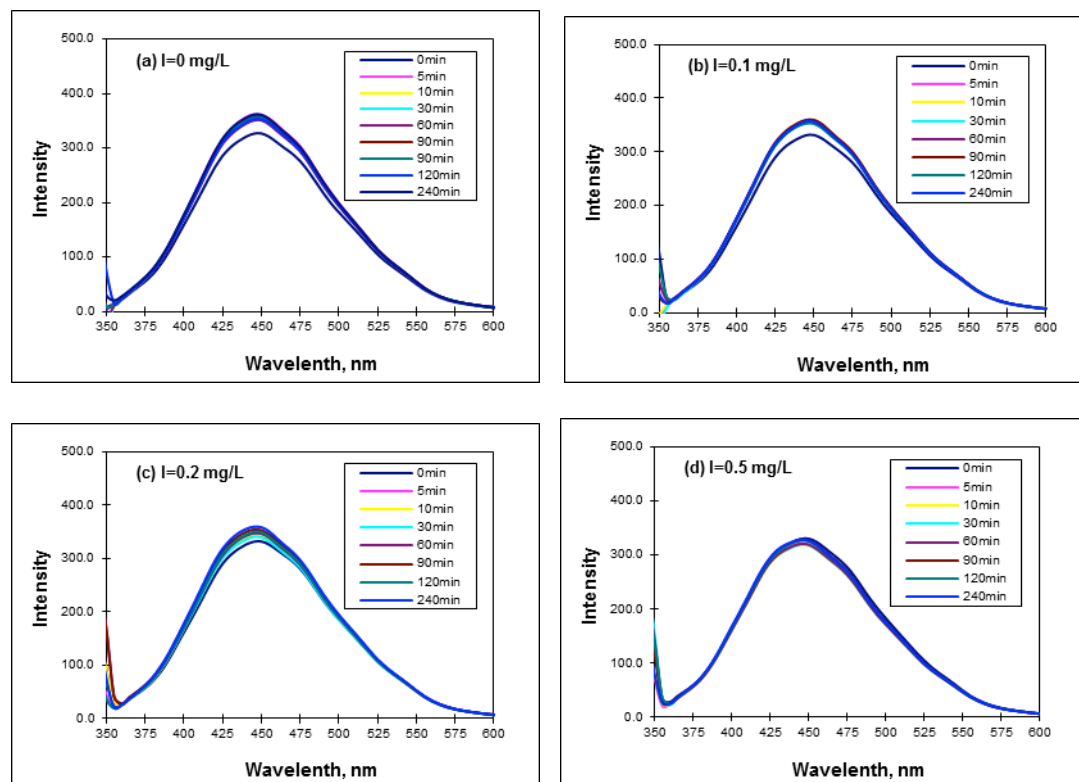 (a) I=0 mg/L
500.0
400.0
300.0
200.0
100.0
0.0
350 375 400 425 450 475 500 525 550 575 600
Intensity
Wavelenth, nm
0min
5min
10min
30min
60min
90min
90min
120min
240min
(b) I=0.1 mg/L
500.0
400.0
300.0
200.0
100.0
0.0
350 375 400 425 450 475 500 525 550 575 600
Intensity
Wavelenth, nm
0min
5min
10min
30min
60min
90min
120min
240min
(c) I=0.2 mg/L
500.0
400.0
300.0
200.0
100.0
0.0
350 375 400 425 450 475 500 525 550 575 600
Intensity
Wavelenth, nm
0min
5min
10min
30min
60min
90min
120min
240min
(d) I=0.5 mg/L
500.0
400.0
300.0
200.0
100.0
0.0
350 375 400 425 450 475 500 525 550 575 600
Intensity
Wavelenth, nm
0min
5min
10min
30min
60min
90min
120min
240min